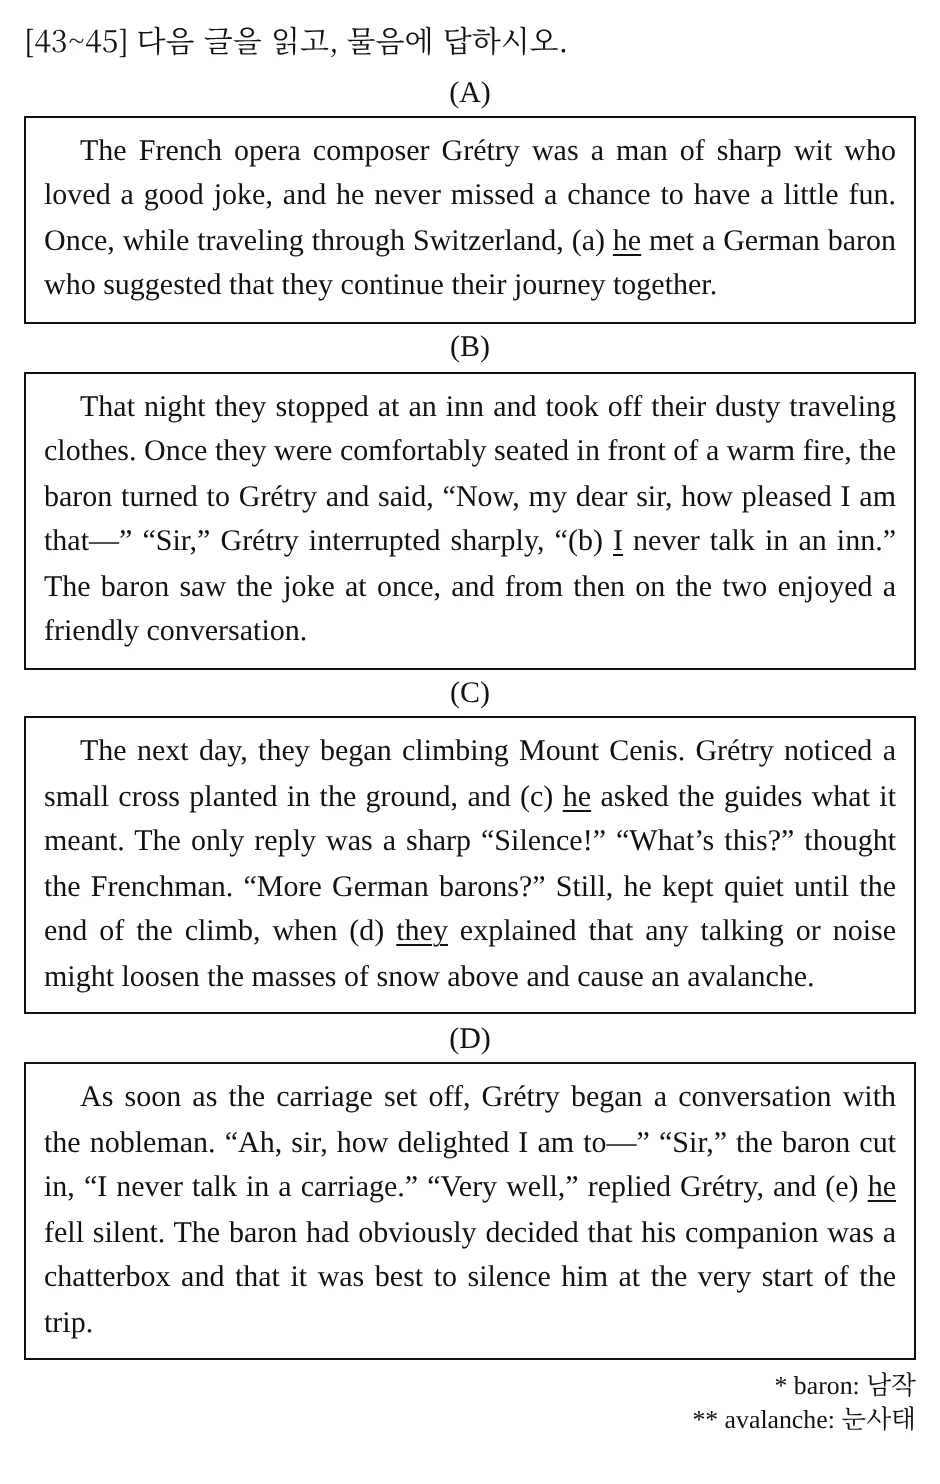 [43~45] 다음 글을 읽고, 물음에 답하시오.
(A)
The French opera composer Grétry was a man of sharp wit who
loved a good joke, and he never missed a chance to have a little fun.
Once, while traveling through Switzerland, (a) he met a German baron
who suggested that they continue their journey together.
(B)
That night they stopped at an inn and took off their dusty traveling
clothes. Once they were comfortably seated in front of a warm fire, the
baron turned to Grétry and said, “Now, my dear sir, how pleased I am
that—” “Sir,” Grétry interrupted sharply, “(b) I never talk in an inn.”
The baron saw the joke at once, and from then on the two enjoyed a
friendly conversation.
(C)
The next day, they began climbing Mount Cenis. Grétry noticed a
small cross planted in the ground, and (c) he asked the guides what it
meant. The only reply was a sharp “Silence!” “What’s this?” thought
the Frenchman. “More German barons?” Still, he kept quiet until the
end of the climb, when (d) they explained that any talking or noise
might loosen the masses of snow above and cause an avalanche.
(D)
As soon as the carriage set off, Grétry began a conversation with
the nobleman. “Ah, sir, how delighted I am to—” “Sir,” the baron cut
in, “I never talk in a carriage.” “Very well,” replied Grétry, and (e) he
fell silent. The baron had obviously decided that his companion was a
chatterbox and that it was best to silence him at the very start of the
trip.
* baron: 남작
** avalanche: 눈사태